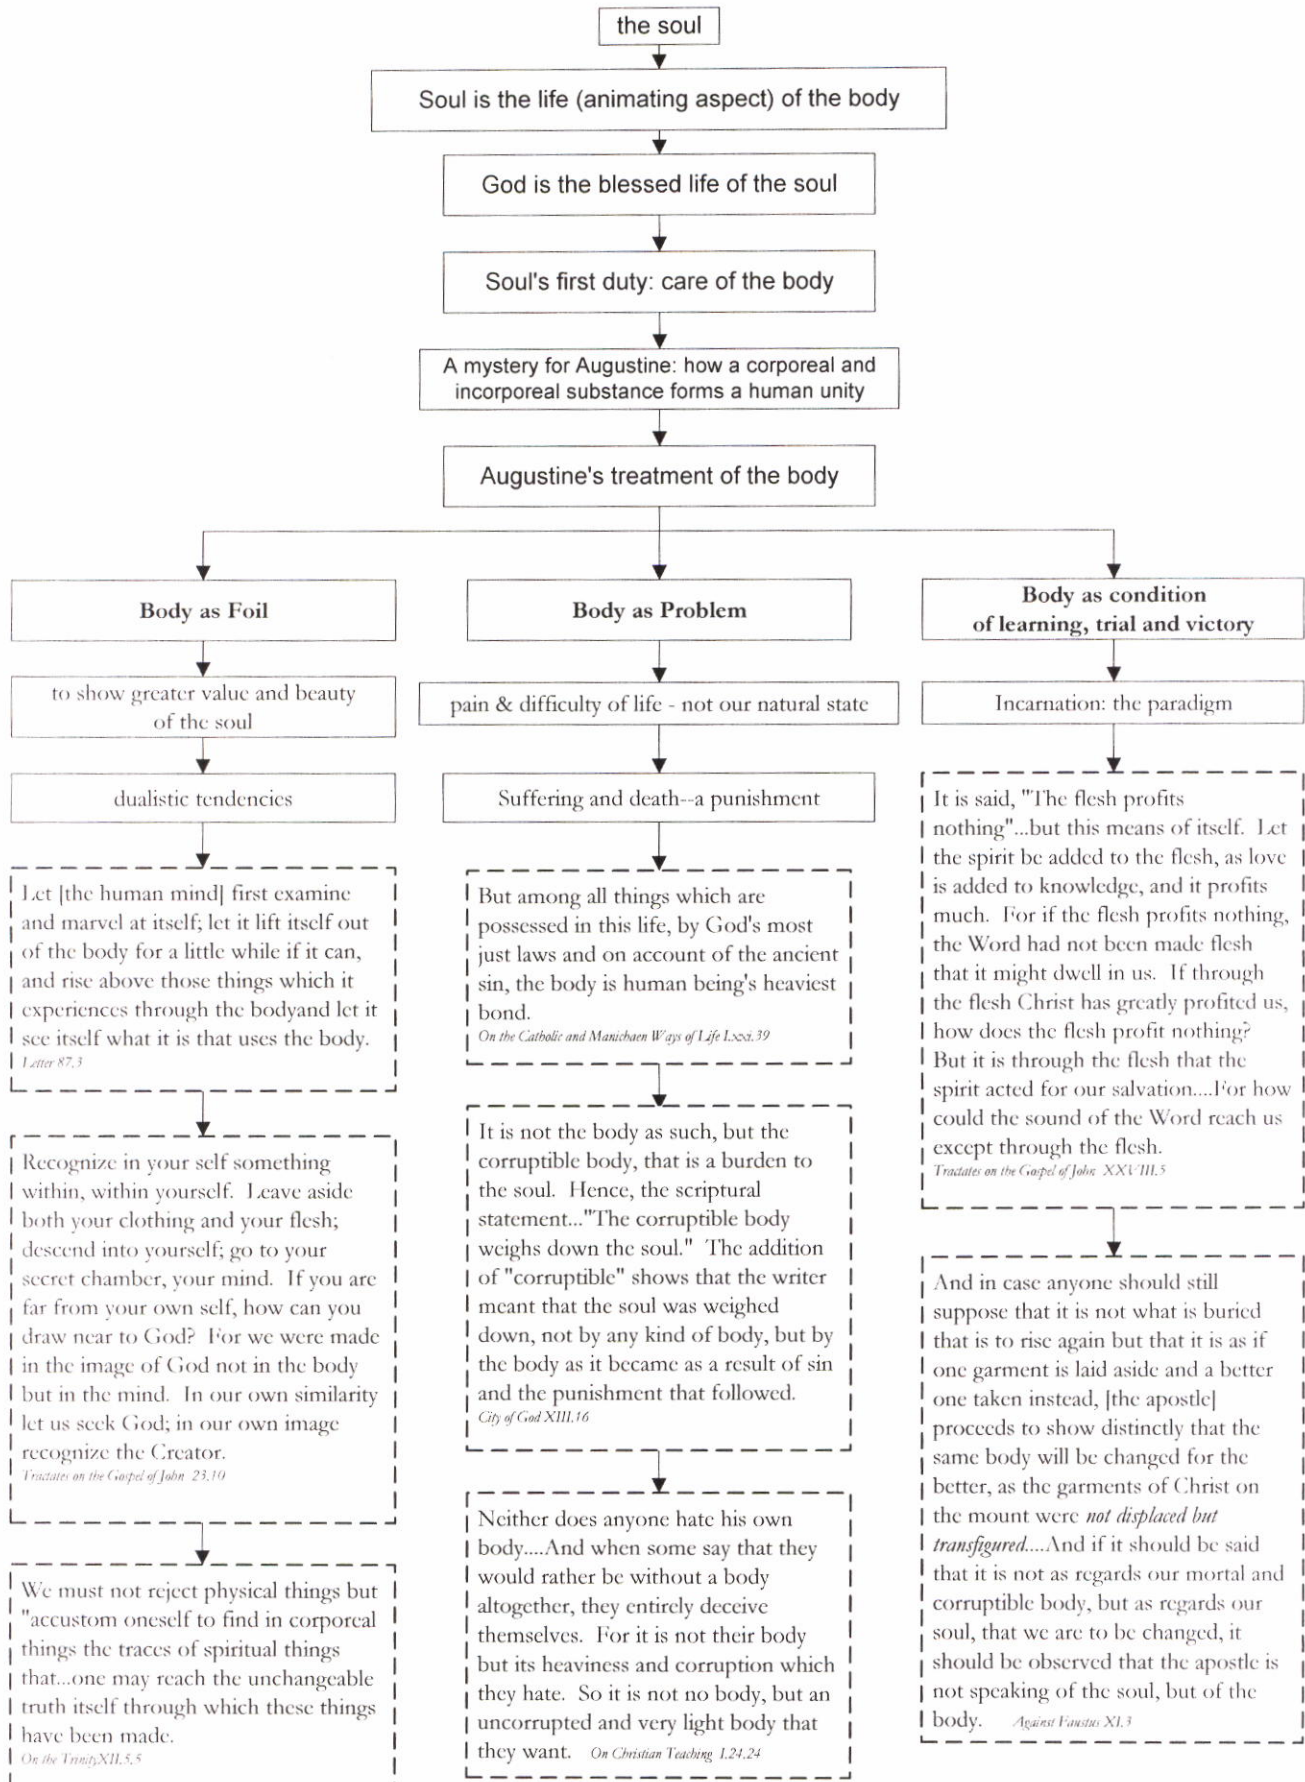 the soul
Soul is the life (animating aspect) of the body
God is the blessed life of the soul
Soul's first duty: care of the body
A mystery for Augustine: how a corporeal and
incorporeal substance forms a human unity
Augustine's treatment of the body
Body as Foil
to show greater value and beauty
of the soul
dualistic tendencies
Let [the human mind] first examine
and marvel at itself; let it lift itself out
of the body for a little while if it can,
and rise above those things which it
experiences through the bodyand let it
see itself what it is that uses the body.
Letter 87.3
Recognize in your self something
within, within yourself. Leave aside
both your clothing and your flesh;
descend into yourself; go to your
secret chamber, your mind. If you are
far from your own self, how can you
draw near to God? For we were made
in the image of God not in the body
but in the mind. In our own similarity
let us seek God; in our own image
recognize the Creator.
Tractates on the Gospel of John 23.10
We must not reject physical things but
"accustom oneself to find in corporeal
things the traces of spiritual things
that...one may reach the unchangeable
truth itself through which these things
have been made.
On the TrinityXII.5,5
Body as Problem
pain & difficulty of life - not our natural state
Suffering and death--a punishment
But among all things which are
possessed in this life, by God's most
just laws and on account of the ancient
sin, the body is human being's heaviest
bond.
On the Catholic and Manichaen Ways of Life I.xxi.39
It is not the body as such, but the
corruptible body, that is a burden to
the soul. Hence, the scriptural
statement..."The corruptible body
weighs down the soul." The addition
of "corruptible" shows that the writer
meant that the soul was weighed
down, not by any kind of body, but by
the body as it became as a result of sin
and the punishment that followed.
City of God XIII.16
Neither does anyone hate his own
body....And when some say that they
would rather be without a body
altogether, they entirely deceive
themselves. For it is not their body
but its heaviness and corruption which
they hate. So it is not no body, but an
uncorrupted and very light body that
they want. On Christian Teaching I.24.24
Body as condition
of learning, trial and victory
Incarnation: the paradigm
It is said, "The flesh profits
nothing"...but this means of itself. Let
the spirit be added to the flesh, as love
is added to knowledge, and it profits
much. For if the flesh profits nothing,
the Word had not been made flesh
that it might dwell in us. If through
the flesh Christ has greatly profited us,
how does the flesh profit nothing?
But it is through the flesh that the
spirit acted for our salvation....For how
could the sound of the Word reach us
except through the flesh.
Tractates on the Gospel of John XXVIII.5
And in case anyone should still
suppose that it is not what is buried
that is to rise again but that it is as if
one garment is laid aside and a better
one taken instead, [the apostle]
proceeds to show distinctly that the
same body will be changed for the
better, as the garments of Christ on
the mount were not displaced but
transfigured....And if it should be said
that it is not as regards our mortal and
corruptible body, but as regards our
soul, that we are to be changed, it
should be observed that the apostle is
not speaking of the soul, but of the
body. Against Faustus XI.3